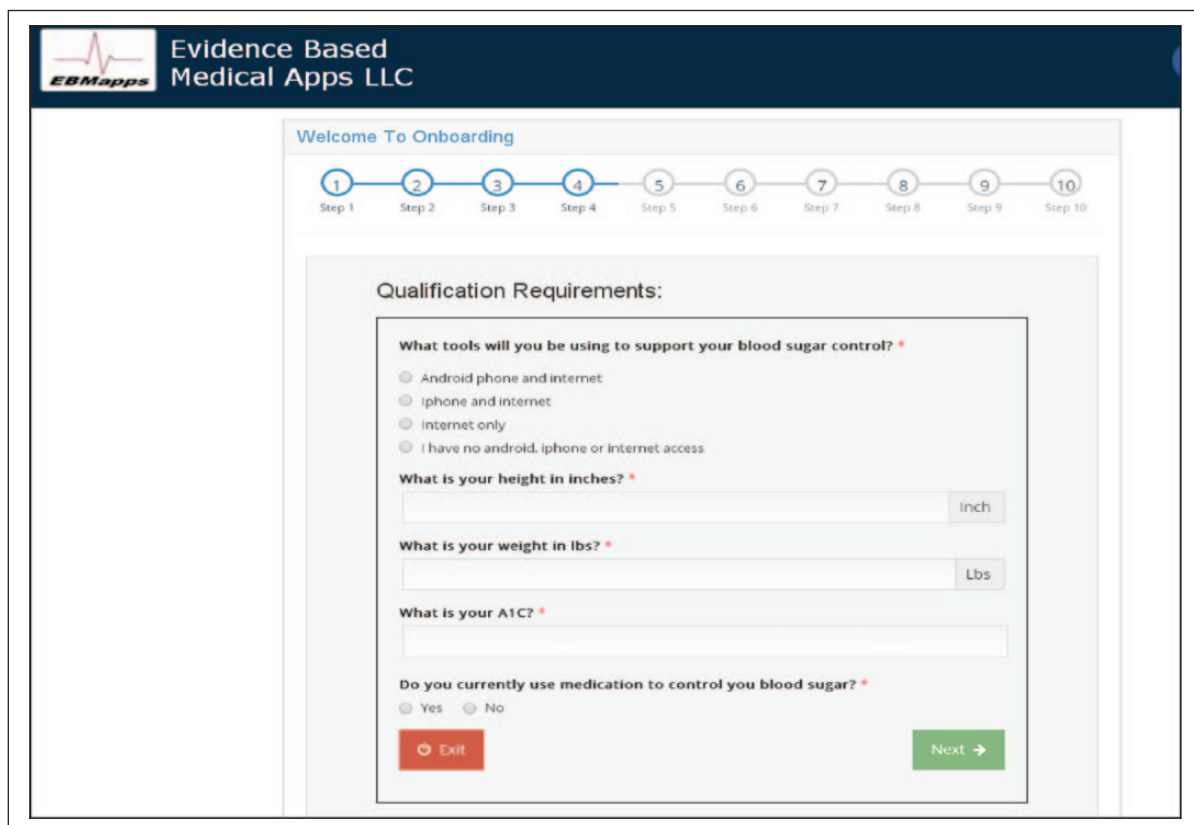 EBMapps
Evidence Based
Medical Apps LLC
Welcome To Onboarding
1 2 3 4 5 6 7 8 9 10
Step 1 Step 2 Step 3 Step 4 Step 5 Step 6 Step 7 Step 8 Step 9 Step 10
Qualification Requirements:
What tools will you be using to support your blood sugar control? *
Android phone and internet
Iphone and internet
Internet only
I have no android, iphone or internet access
What is your height in inches? *
Inch
What is your weight in lbs? *
Lbs
What is your A1C? *
Do you currently use medication to control you blood sugar? *
Yes No
Exit Next →